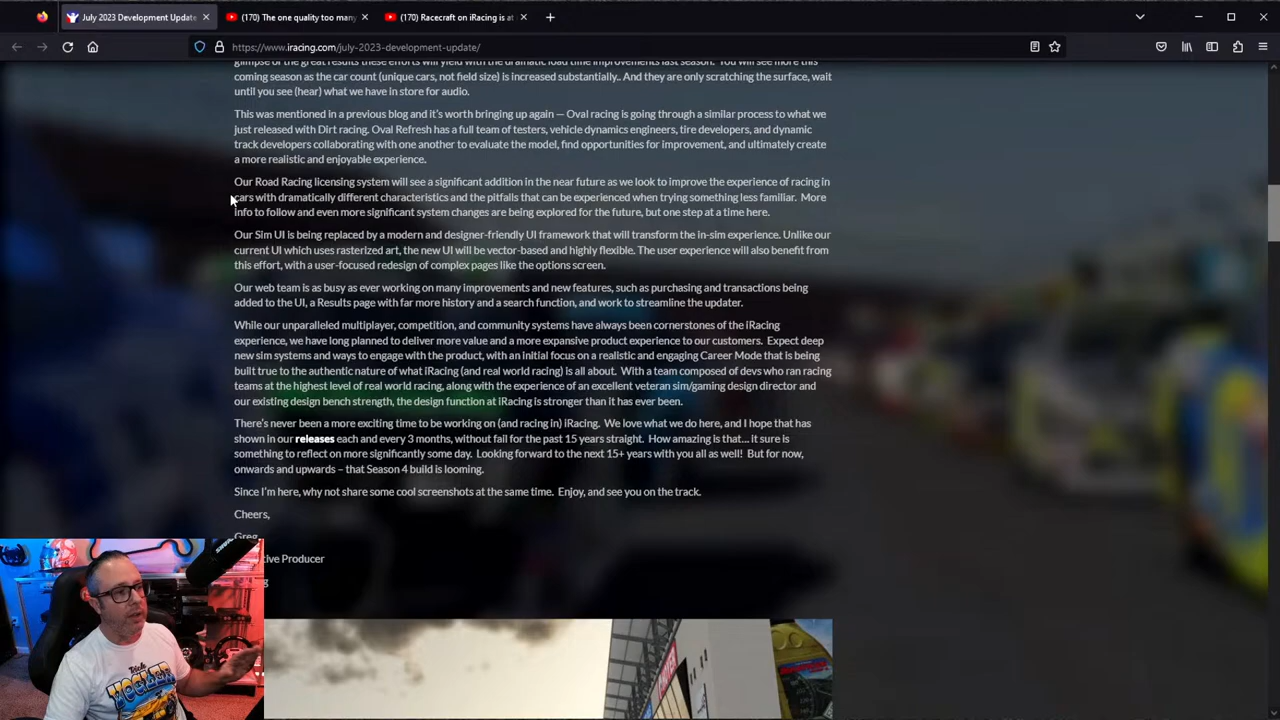 July 2023 Development Update
(170) The one quality too many
(170) Racecraft on iRacing is at
https://www.iracing.com/july-2023-development-update/
glimpse of the great results these efforts will yield with the dramatic load time improvements last season. You will see more this
coming season as the car count (unique cars, not field size) is increased substantially.. And they are only scratching the surface, wait
until you see (hear) what we have in store for audio.
This was mentioned in a previous blog and it's worth bringing up again — Oval racing is going through a similar process to what we
just released with Dirt racing. Oval Refresh has a full team of testers, vehicle dynamics engineers, tire developers, and dynamic
track developers collaborating with one another to evaluate the model, find opportunities for improvement, and ultimately create
a more realistic and enjoyable experience.
Our Road Racing licensing system will see a significant addition in the near future as we look to improve the experience of racing in
cars with dramatically different characteristics and the pitfalls that can be experienced when trying something less familiar. More
info to follow and even more significant system changes are being explored for the future, but one step at a time here.
Our Sim UI is being replaced by a modern and designer-friendly UI framework that will transform the in-sim experience. Unlike our
current UI which uses rasterized art, the new UI will be vector-based and highly flexible. The user experience will also benefit from
this effort, with a user-focused redesign of complex pages like the options screen.
Our web team is as busy as ever working on many improvements and new features, such as purchasing and transactions being
added to the UI, a Results page with far more history and a search function, and work to streamline the updater.
While our unparalleled multiplayer, competition, and community systems have always been cornerstones of the iRacing
experience, we have long planned to deliver more value and a more expansive product experience to our customers. Expect deep
new sim systems and ways to engage with the product, with an initial focus on a realistic and engaging Career Mode that is being
built true to the authentic nature of what iRacing (and real world racing) is all about. With a team composed of devs who ran racing
teams at the highest level of real world racing, along with the experience of an excellent veteran sim/gaming design director and
our existing design bench strength, the design function at iRacing is stronger than it has ever been.
There's never been a more exciting time to be working on (and racing in) iRacing. We love what we do here, and I hope that has
shown in our releases each and every 3 months, without fail for the past 15 years straight. How amazing is that... it sure is
something to reflect on more significantly some day. Looking forward to the next 15+ years with you all as well! But for now,
onwards and upwards – that Season 4 build is looming.
Since I'm here, why not share some cool screenshots at the same time. Enjoy, and see you on the track.
Cheers,
Greg
Producer